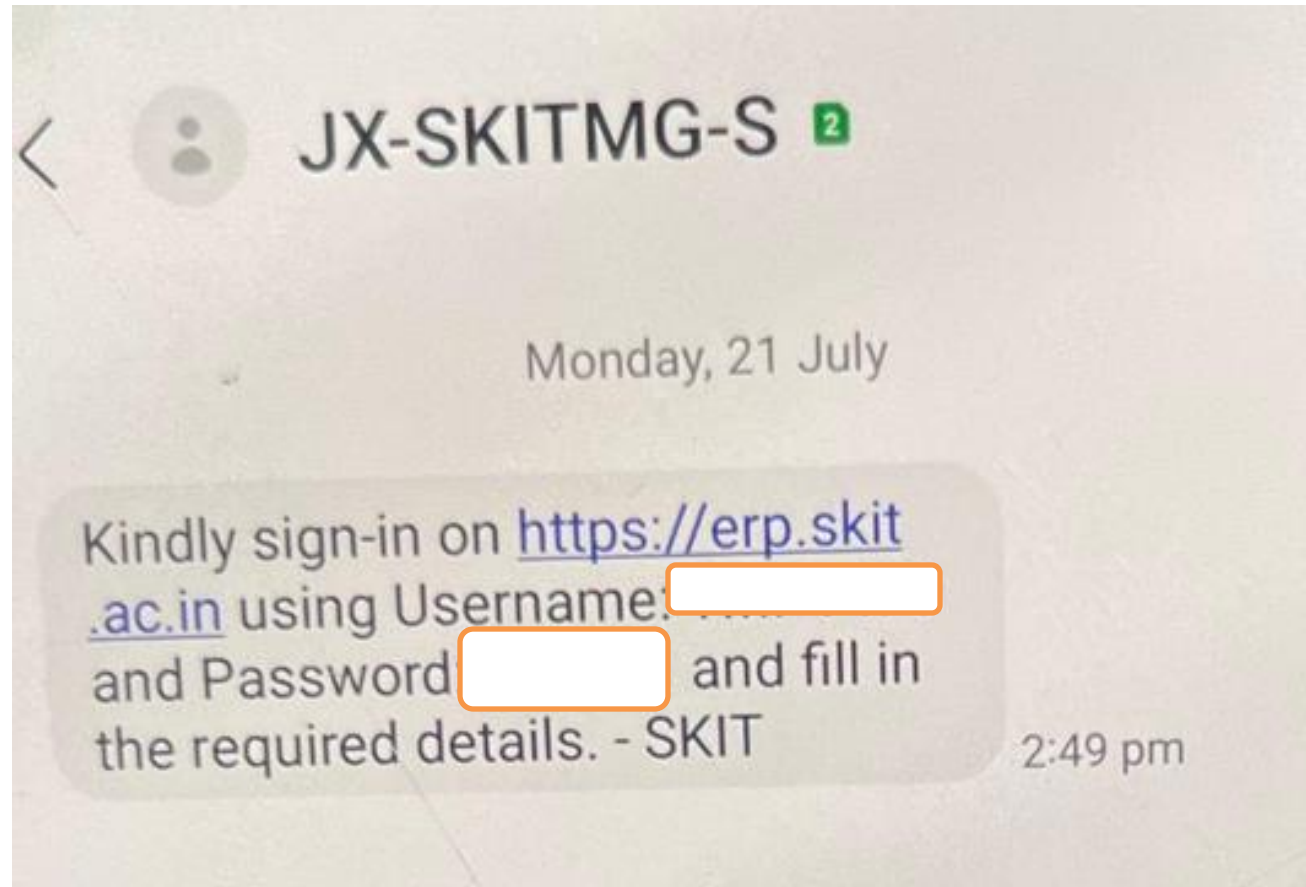 JX-SKITMG-S 2
Monday, 21 July
Kindly sign-in on https://erp.skit
.ac.in using Username:
and Password
and fill in
the required details. - SKIT
2:49 pm